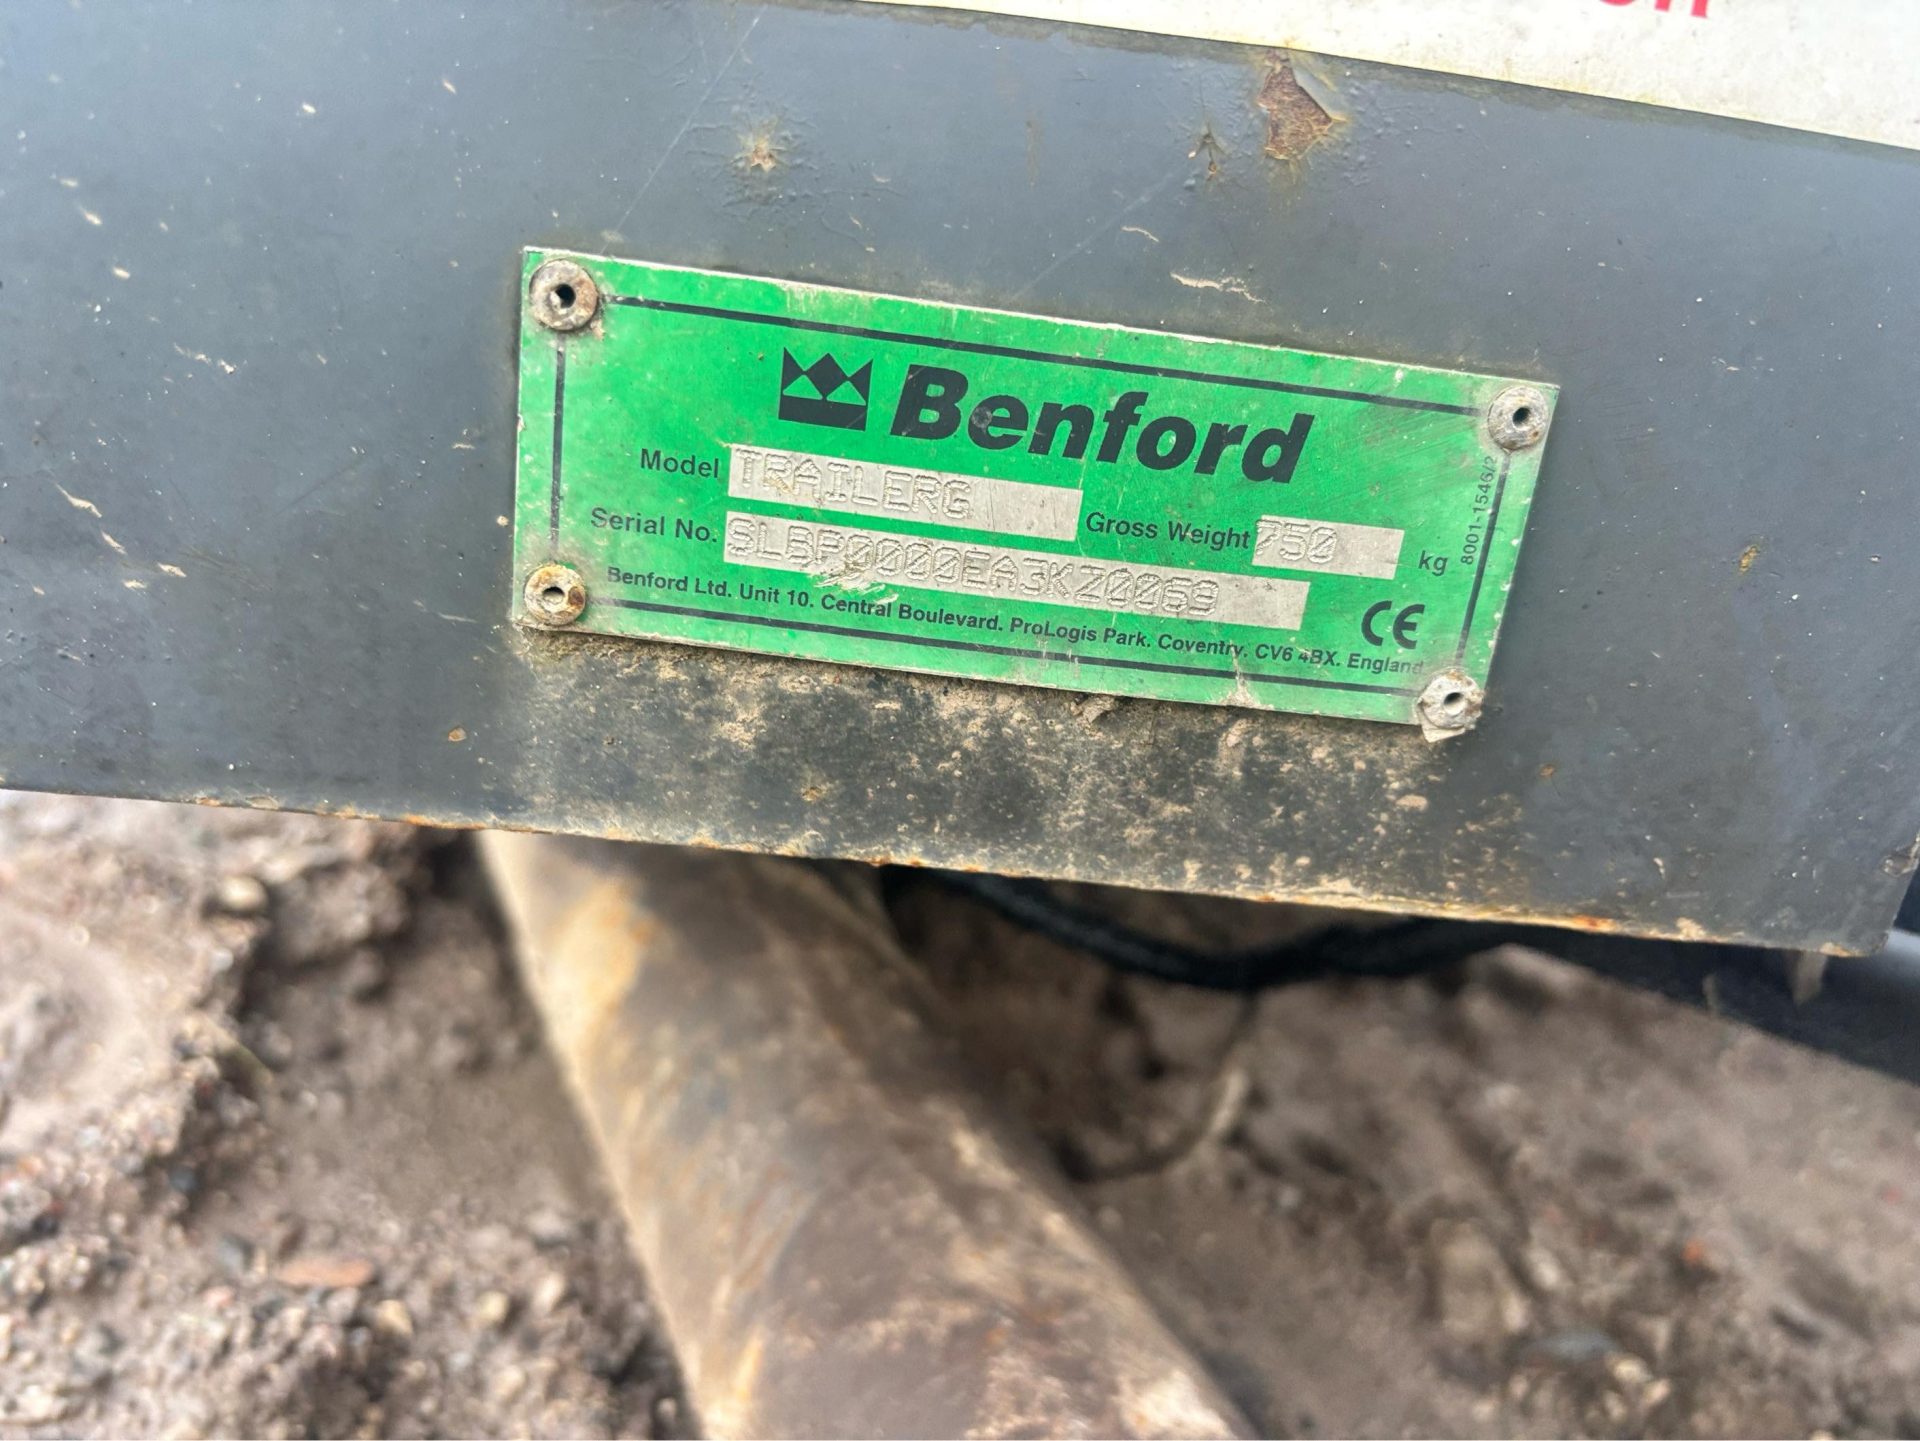 Benford
Model TRAILERG Gross Weight 750 kg
Serial No. SLBP0000EA3KZ0069
Benford Ltd. Unit 10. Central Boulevard. ProLogis Park. Coventry. CV6 4BX. England
CE
8001-1546/2